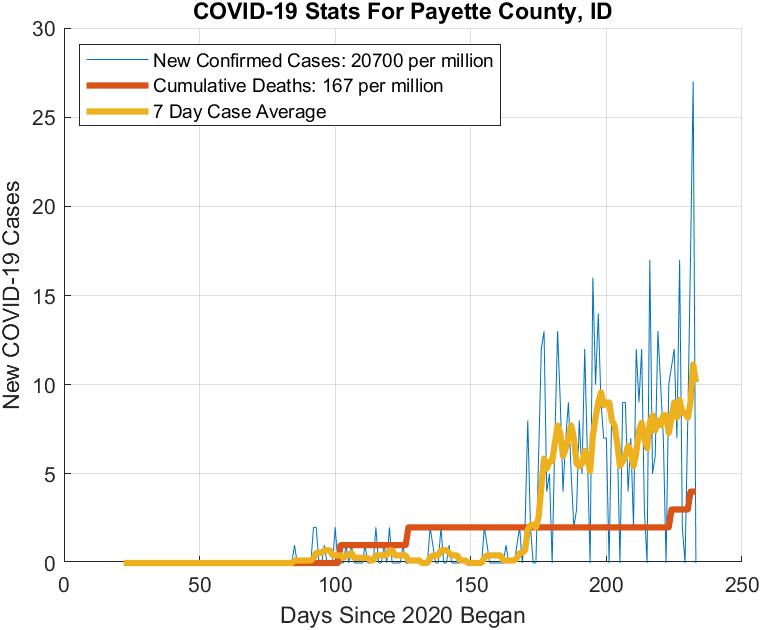 COVID-19 Stats For Payette County, ID
New Confirmed Cases: 20700 per million
Cumulative Deaths: 167 per million
7 Day Case Average
New COVID-19 Cases
30
25
20
15
10
5
0
0 50 100 150 200 250
Days Since 2020 Began